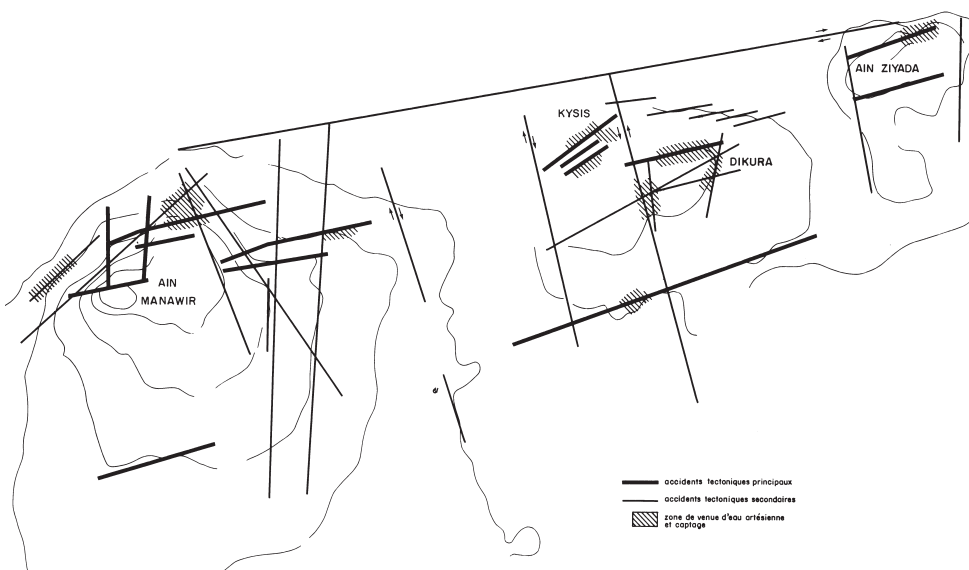 AIN ZIYADA
KYSIS
DIKURA
AIN
MANAWIR
accidents tectoniques principaux
accidents tectoniques secondaires
zone de venue d'eau artésienne
et captage